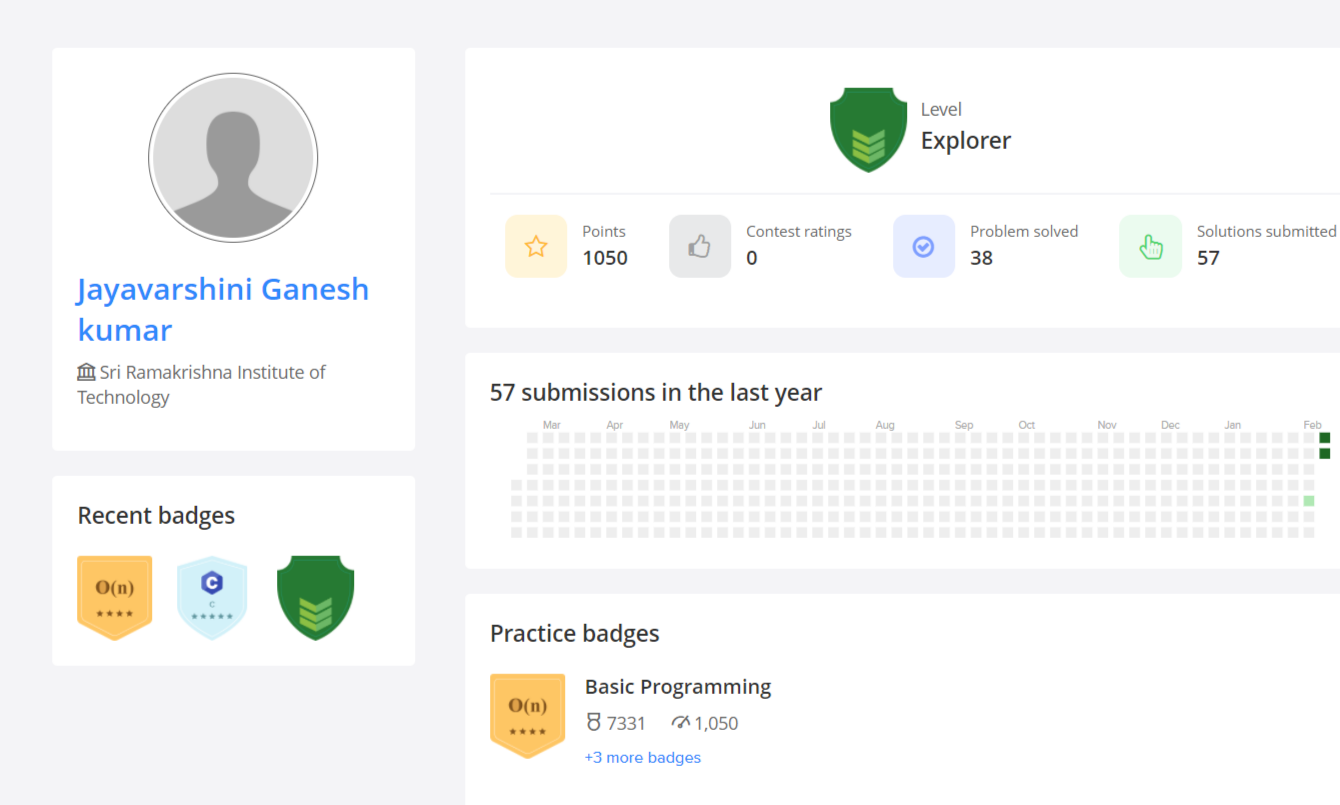 Jayavarshini Ganesh
kumar
Sri Ramakrishna Institute of
Technology
Recent badges
O(n)
★★★★
C
C
★★★★★
Level
Explorer
Points
1050
Contest ratings
0
Problem solved
38
Solutions submitted
57
57 submissions in the last year
Mar Apr May Jun Jul Aug Sep Oct Nov Dec Jan Feb
Practice badges
O(n)
★★★★
Basic Programming
7331 1,050
+3 more badges